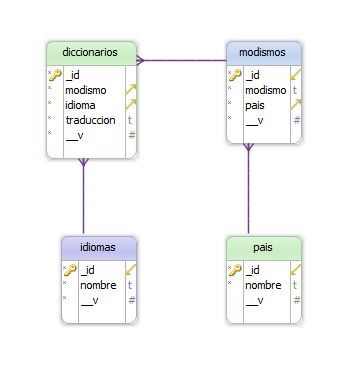 diccionarios
_id
modismo
idioma
traduccion t
__v #
modismos
_id
modismo t
pais
__v #
idiomas
_id
nombre t
__v #
pais
_id
nombre t
__v #